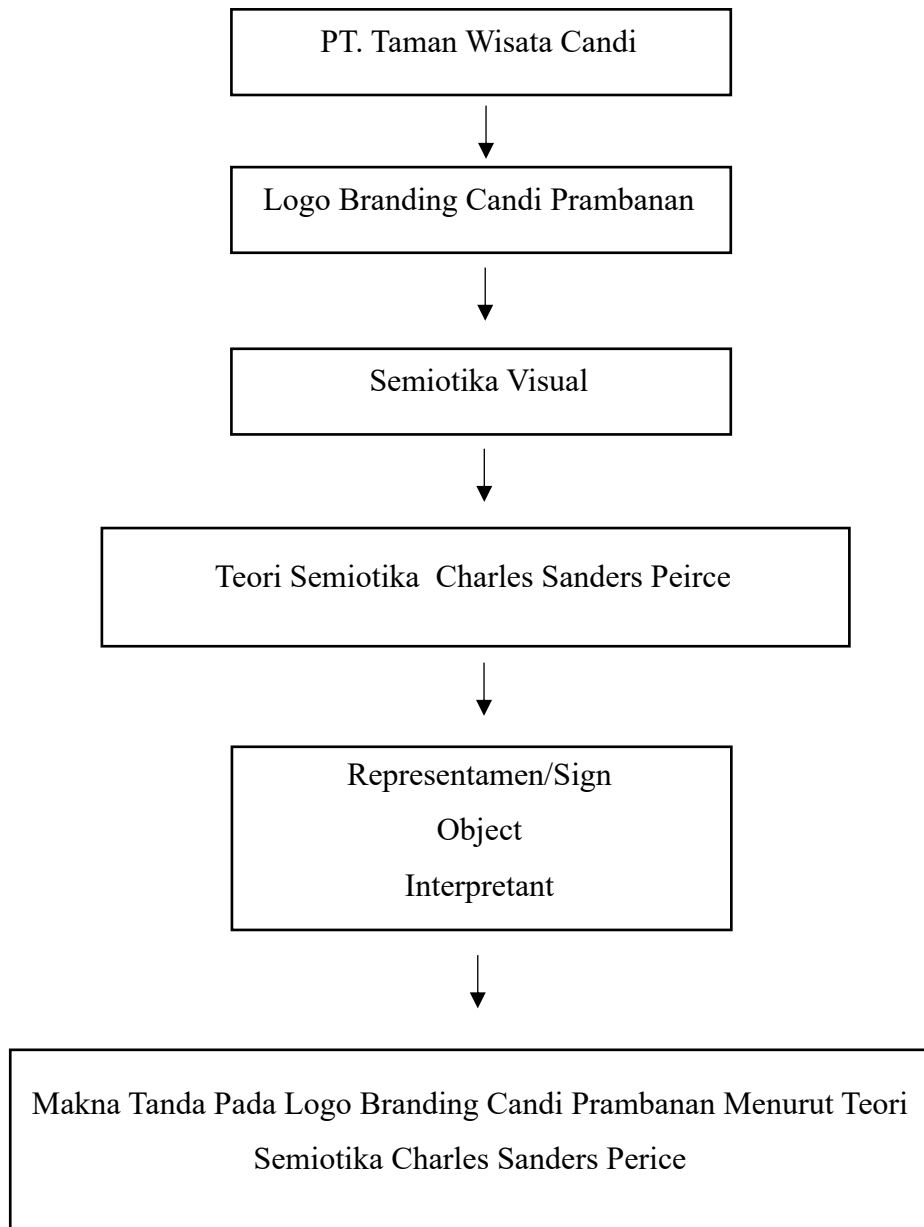 PT. Taman Wisata Candi
Logo Branding Candi Prambanan
Semiotika Visual
Teori Semiotika  Charles Sanders Peirce
Representamen/Sign
Object
Interpretant
Makna Tanda Pada Logo Branding Candi Prambanan Menurut Teori
Semiotika Charles Sanders Perice